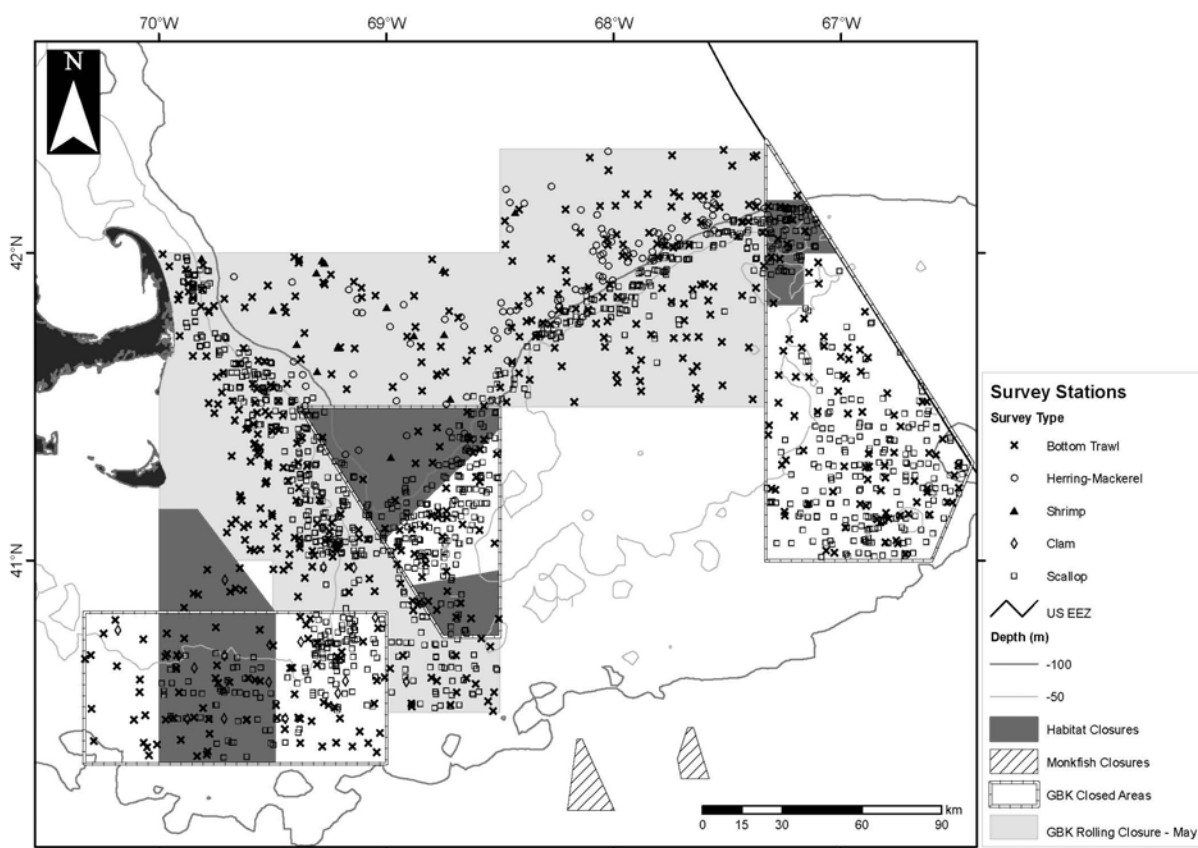 70°W 69°W 68°W 67°W
N
42°N
41°N
Survey Stations
Survey Type
Bottom Trawl
Herring-Mackerel
Shrimp
Clam
Scallop
US EEZ
Depth (m)
-100
-50
Habitat Closures
Monkfish Closures
GBK Closed Areas
GBK Rolling Closure - May
km
0 15 30 60 90